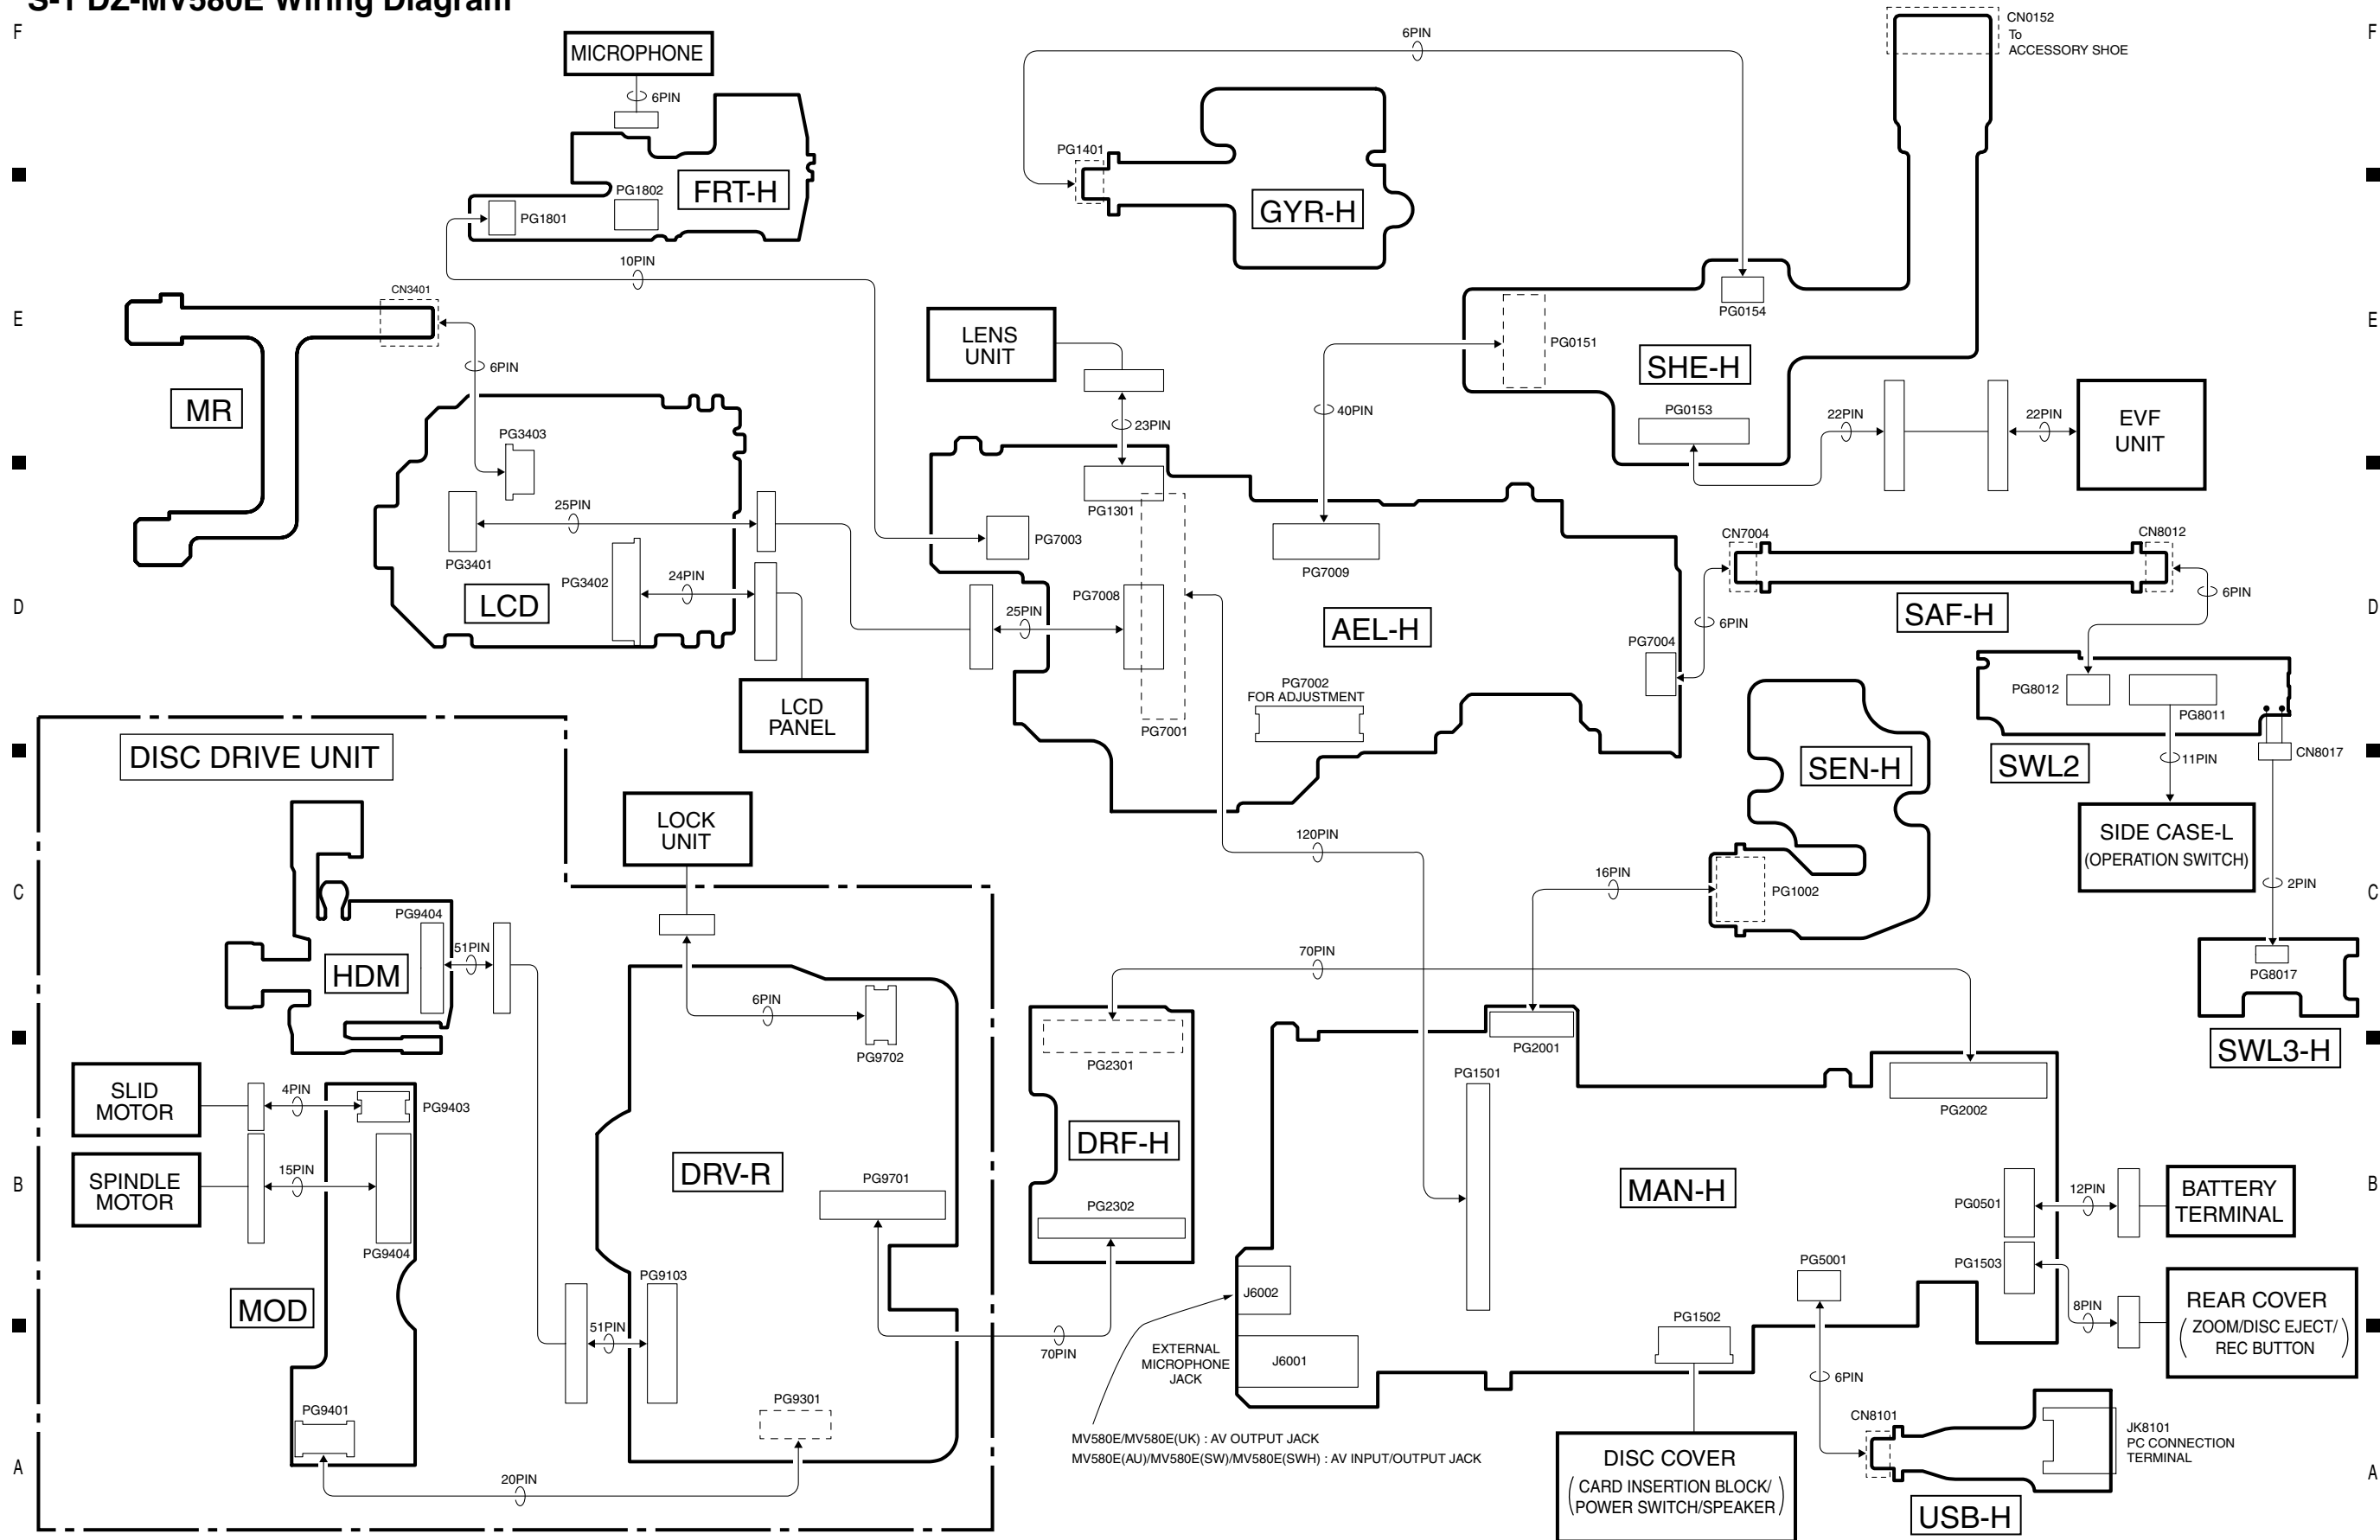 S-1 DZ-MV580E Wiring Diagram
F
F
CN0152
To
ACCESSORY SHOE
MICROPHONE
6PIN
6PIN
PG1401
GYR-H
FRT-H
PG1802
PG1801
10PIN
CN3401
E
E
6PIN
MR
LENS
UNIT
23PIN
40PIN
PG0154
PG0151
SHE-H
PG0153
22PIN
22PIN
EVF
UNIT
PG3403
25PIN
PG3401
PG3402
24PIN
LCD
LCD
PANEL
PG1301
PG7003
PG7009
PG7008
25PIN
AEL-H
PG7004
6PIN
PG7002
FOR ADJUSTMENT
PG7001
CN7004
CN8012
SAF-H
6PIN
D
D
PG8012
PG8011
CN8017
SWL2
11PIN
SIDE CASE-L
(OPERATION SWITCH)
2PIN
PG8017
SWL3-H
SEN-H
PG1002
16PIN
120PIN
70PIN
C
C
DISC DRIVE UNIT
LOCK
UNIT
PG9404
51PIN
HDM
6PIN
PG9702
SLID
MOTOR
4PIN
PG9403
SPINDLE
MOTOR
15PIN
PG9404
MOD
PG9401
20PIN
DRV-R
PG9701
PG9103
51PIN
PG9301
70PIN
PG2301
DRF-H
PG2302
B
B
PG2001
PG1501
PG2002
MAN-H
PG0501
12PIN
BATTERY
TERMINAL
PG1503
8PIN
REAR COVER
(ZOOM/DISC EJECT/
REC BUTTON)
PG5001
PG1502
6PIN
J6002
J6001
EXTERNAL
MICROPHONE
JACK
MV580E/MV580E(UK) : AV OUTPUT JACK
MV580E(AU)/MV580E(SW)/MV580E(SWH) : AV INPUT/OUTPUT JACK
DISC COVER
(CARD INSERTION BLOCK/
POWER SWITCH/SPEAKER)
CN8101
JK8101
PC CONNECTION
TERMINAL
USB-H
A
A